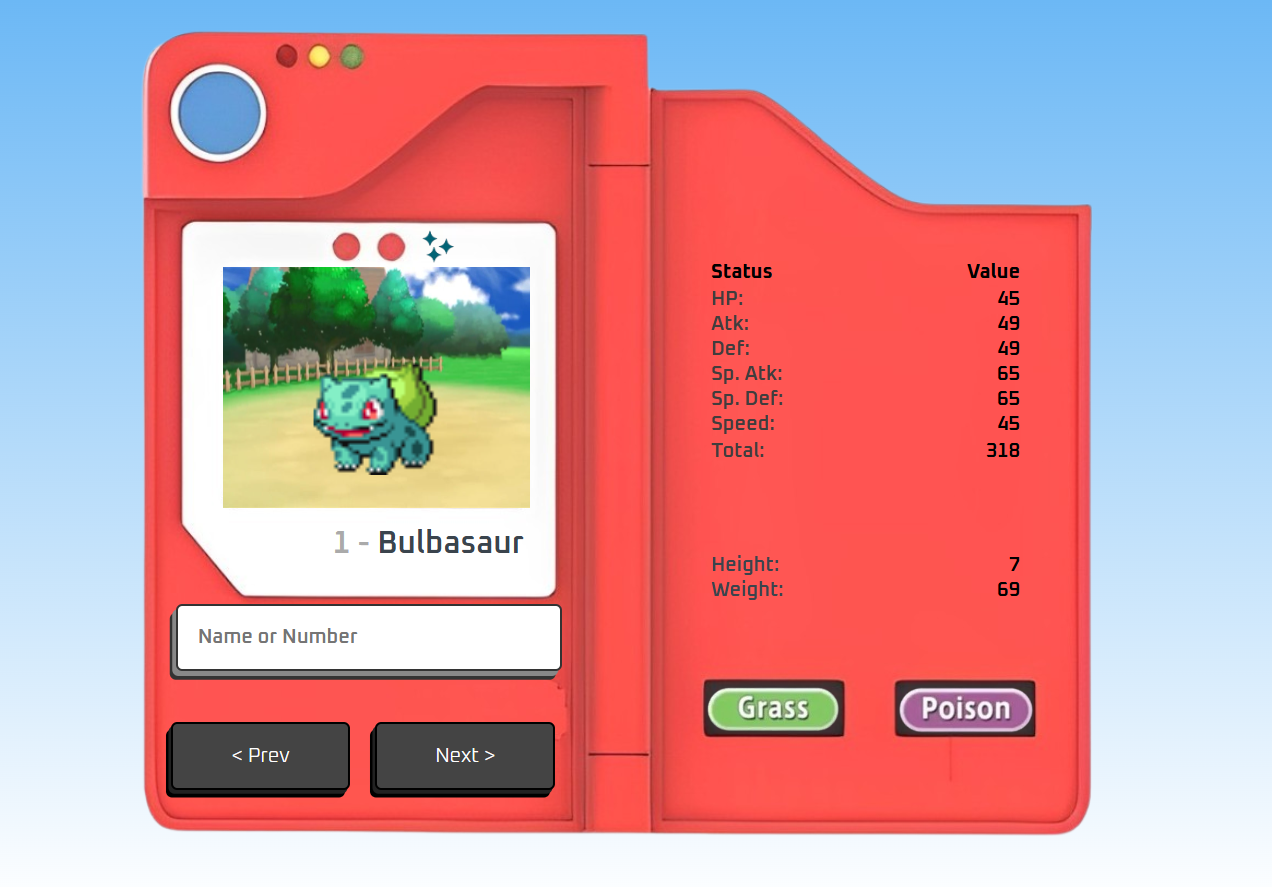 1 - Bulbasaur
Name or Number
< Prev
Next >
Status Value
HP: 45
Atk: 49
Def: 49
Sp. Atk: 65
Sp. Def: 65
Speed: 45
Total: 318
Height: 7
Weight: 69
Grass
Poison